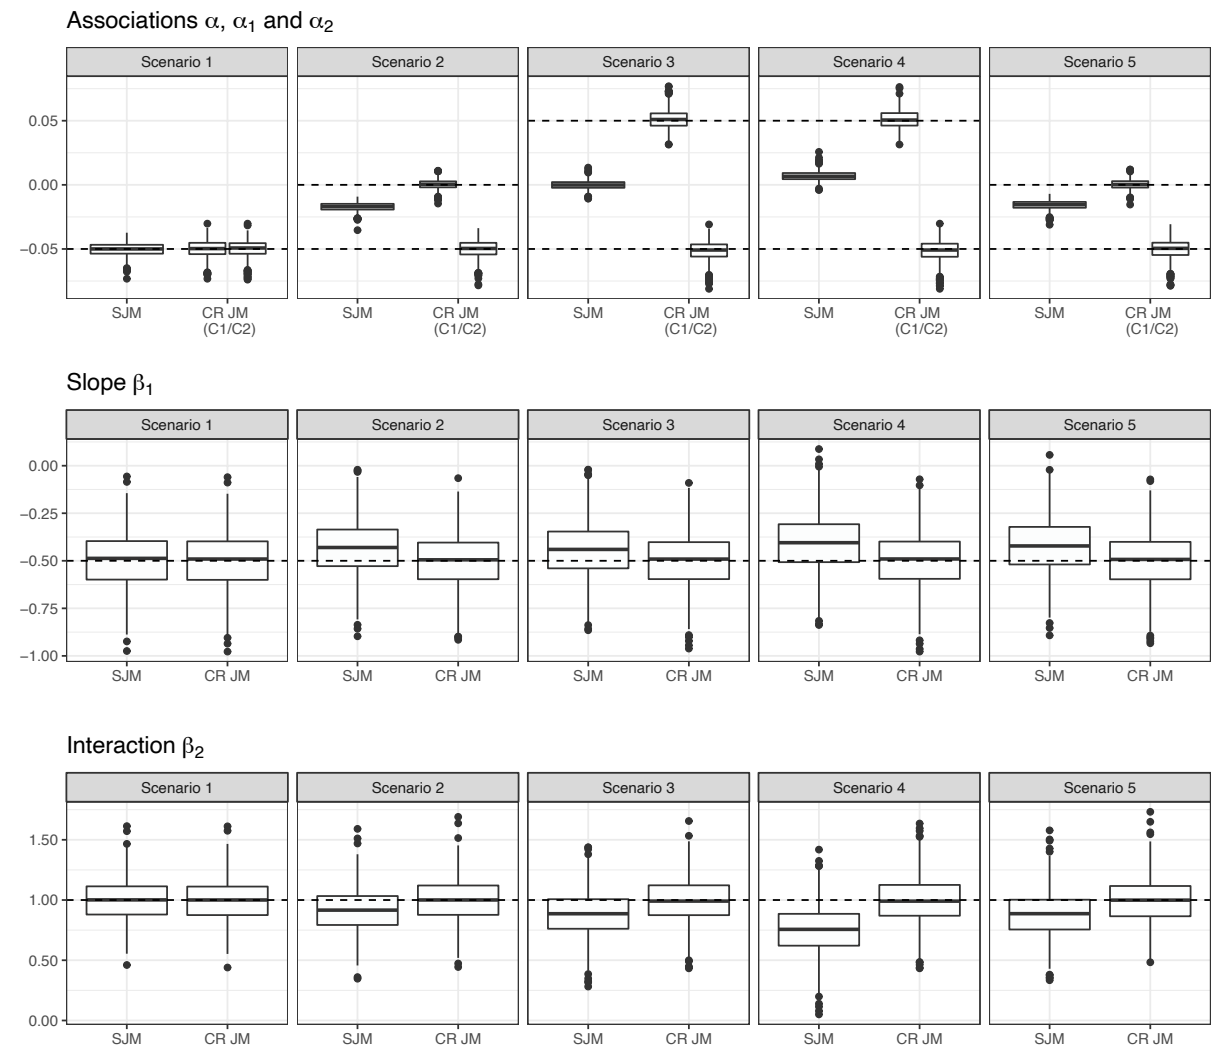 Associations α, α₁ and α₂
Scenario 1 Scenario 2 Scenario 3 Scenario 4 Scenario 5
0.05
0.00
−0.05
SJM CR JM SJM CR JM SJM CR JM SJM CR JM SJM CR JM
(C1/C2) (C1/C2) (C1/C2) (C1/C2) (C1/C2)
Slope β₁
Scenario 1 Scenario 2 Scenario 3 Scenario 4 Scenario 5
0.00
−0.25
−0.50
−0.75
−1.00
SJM CR JM SJM CR JM SJM CR JM SJM CR JM SJM CR JM
Interaction β₂
Scenario 1 Scenario 2 Scenario 3 Scenario 4 Scenario 5
1.50
1.00
0.50
0.00
SJM CR JM SJM CR JM SJM CR JM SJM CR JM SJM CR JM